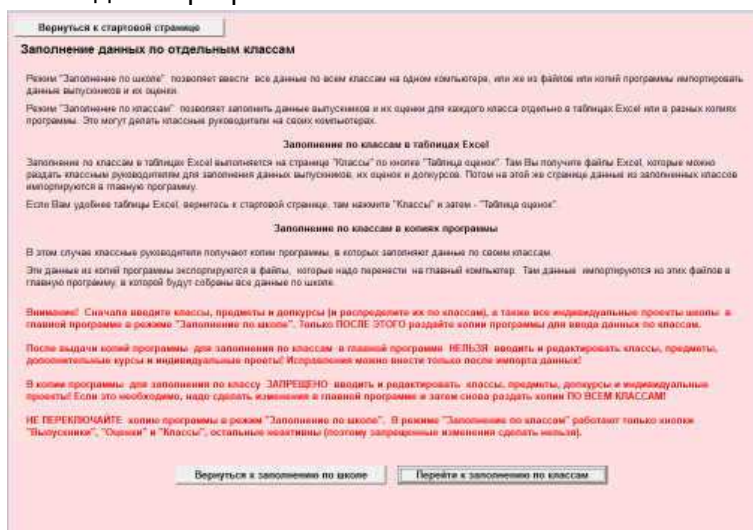 Вернуться к стартовой странице
Заполнение данных по отдельным классам
Режим "Заполнение по школе" позволяет ввести все данные по всем классам на одном компьютере, или же из файлов или копий программы импортировать
данные выпускников и их оценки.
Режим "Заполнение по классам" позволяет заполнить данные выпускников и их оценки для каждого класса отдельно в таблицах Excel или в разных копиях
программы. Это могут делать классные руководители на своих компьютерах.
Заполнение по классам в таблицах Excel
Заполнение по классам в таблицах Excel выполняется на странице "Классы" по кнопке "Таблица оценок". Там Вы получите файлы Excel, которые можно
раздать классным руководителям для заполнения данных выпускников, их оценок и допкурсов. Потом на этой же странице данные из заполненных классов
импортируются в главную программу.
Если Вам удобнее таблицы Excel, вернитесь к стартовой странице, там нажмите "Классы" и затем - "Таблица оценок".
Заполнение по классам в копиях программы
В этом случае классные руководители получают копии программы, в которых заполняют данные по своим классам.
Эти данные из копий программы экспортируются в файлы, которые надо перенести на главный компьютер. Там данные импортируются из этих файлов в
главную программу, в которой будут собраны все данные по школе.
Внимание! Сначала введите классы, предметы и допкурсы (и распределите их по классам), а также все индивидуальные проекты школы в
главной программе в режиме "Заполнение по школе". Только ПОСЛЕ ЭТОГО раздайте копии программы для ввода данных по классам.
После выдачи копий программы для заполнения по классам в главной программе НЕЛЬЗЯ вводить и редактировать классы, предметы,
дополнительные курсы и индивидуальные проеты! Исправления можно внести только после импорта данных!
В копии программы для заполнения по классу ЗАПРЕЩЕНО вводить и редактировать классы, предметы, допкурсы и индивидуальные
проекты! Если это необходимо, надо сделать изменения в главной программе и затем снова раздать копии ПО ВСЕМ КЛАССАМ!
НЕ ПЕРЕКЛЮЧАЙТЕ копию программы в режим "Заполнение по школе". В режиме "Заполнение по классам" работают только кнопки
"Выпускники", "Оценки" и "Классы", остальные неактивны (поэтому запрещенные изменения сделать нельзя).
Вернуться к заполнению по школе Перейти к заполнению по классам